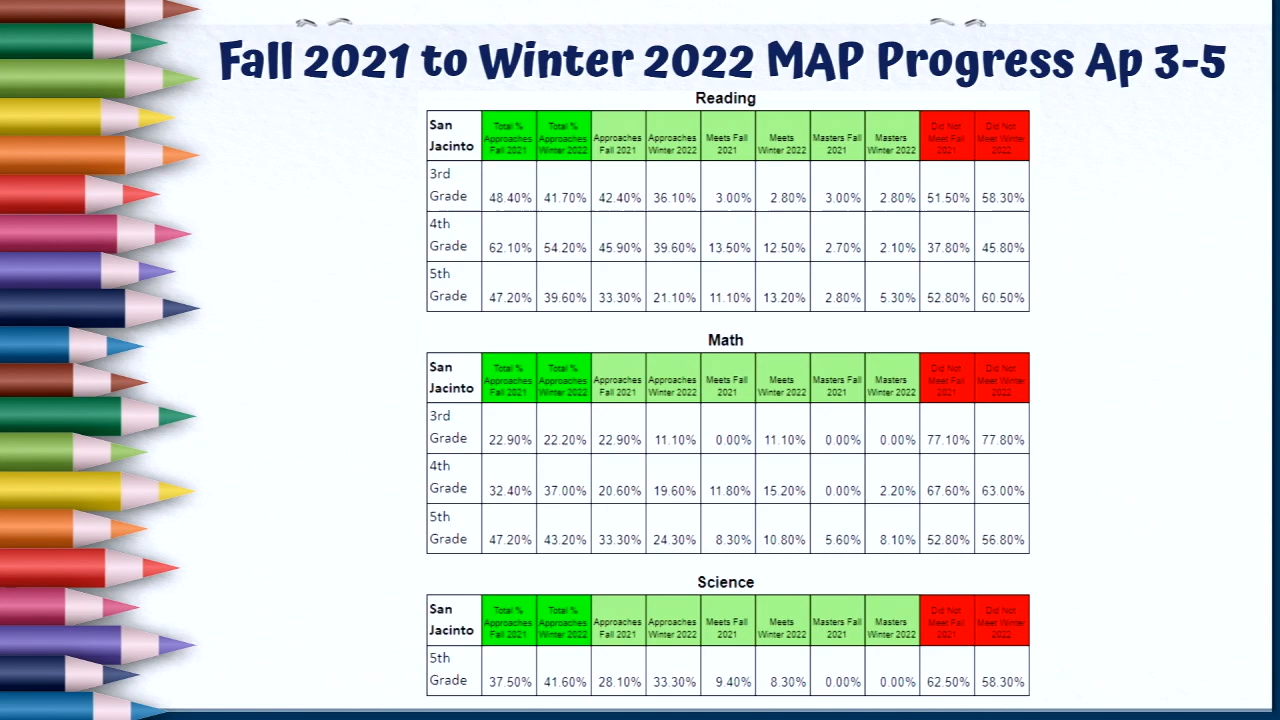 Fall 2021 to Winter 2022 MAP Progress Ap 3-5
Reading
San Jacinto Total % Approaches Fall 2021 Total % Approaches Winter 2022 Approaches Fall 2021 Approaches Winter 2022 Meets Fall 2021 Meets Winter 2022 Masters Fall 2021 Masters Winter 2022 Did Not Meet Fall 2021 Did Not Meet Winter 2022
3rd Grade 48.40% 41.70% 42.40% 36.10% 3.00% 2.80% 3.00% 2.80% 51.50% 58.30%
4th Grade 62.10% 54.20% 45.90% 39.60% 13.50% 12.50% 2.70% 2.10% 37.80% 45.80%
5th Grade 47.20% 39.60% 33.30% 21.10% 11.10% 13.20% 2.80% 5.30% 52.80% 60.50%
Math
San Jacinto Total % Approaches Fall 2021 Total % Approaches Winter 2022 Approaches Fall 2021 Approaches Winter 2022 Meets Fall 2021 Meets Winter 2022 Masters Fall 2021 Masters Winter 2022 Did Not Meet Fall 2021 Did Not Meet Winter 2022
3rd Grade 22.90% 22.20% 22.90% 11.10% 0.00% 11.10% 0.00% 0.00% 77.10% 77.80%
4th Grade 32.40% 37.00% 20.60% 19.60% 11.80% 15.20% 0.00% 2.20% 67.60% 63.00%
5th Grade 47.20% 43.20% 33.30% 24.30% 8.30% 10.80% 5.60% 8.10% 52.80% 56.80%
Science
San Jacinto Total % Approaches Fall 2021 Total % Approaches Winter 2022 Approaches Fall 2021 Approaches Winter 2022 Meets Fall 2021 Meets Winter 2022 Masters Fall 2021 Masters Winter 2022 Did Not Meet Fall 2021 Did Not Meet Winter 2022
5th Grade 37.50% 41.60% 28.10% 33.30% 9.40% 8.30% 0.00% 0.00% 62.50% 58.30%